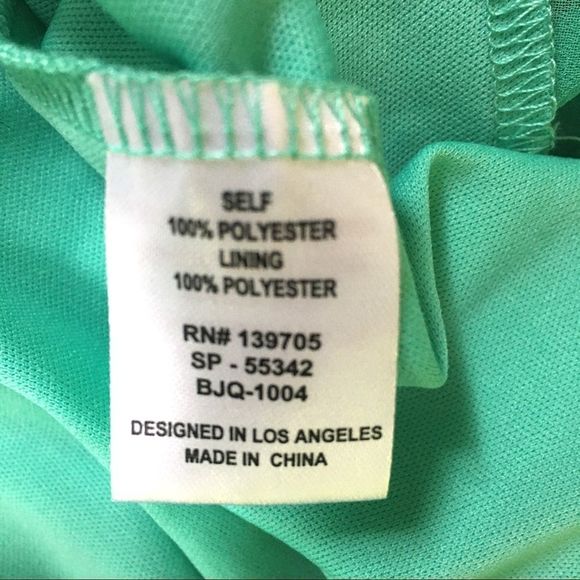 SELF
100% POLYESTER
LINING
100% POLYESTER
RN# 139705
SP - 55342
BJQ-1004
DESIGNED IN LOS ANGELES
MADE IN CHINA